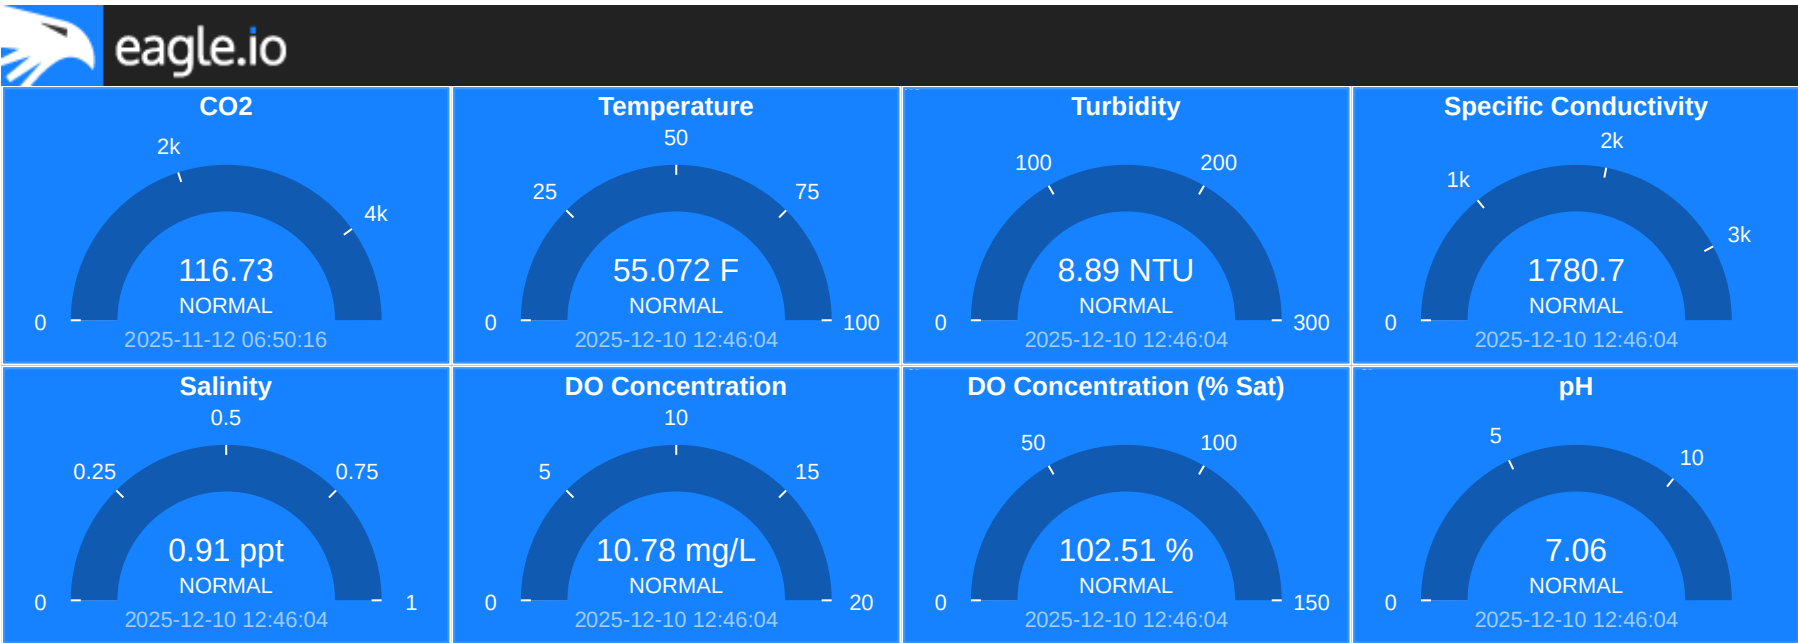 eagle.io
CO2
2k
4k
0
116.73
NORMAL
2025-11-12 06:50:16
Temperature
50
25
75
0
100
55.072 F
NORMAL
2025-12-10 12:46:04
Turbidity
100
200
0
300
8.89 NTU
NORMAL
2025-12-10 12:46:04
Specific Conductivity
2k
1k
3k
0
1780.7
NORMAL
2025-12-10 12:46:04
Salinity
0.5
0.25
0.75
0
1
0.91 ppt
NORMAL
2025-12-10 12:46:04
DO Concentration
10
5
15
0
20
10.78 mg/L
NORMAL
2025-12-10 12:46:04
DO Concentration (% Sat)
50
100
0
150
102.51 %
NORMAL
2025-12-10 12:46:04
pH
5
10
0
7.06
NORMAL
2025-12-10 12:46:04